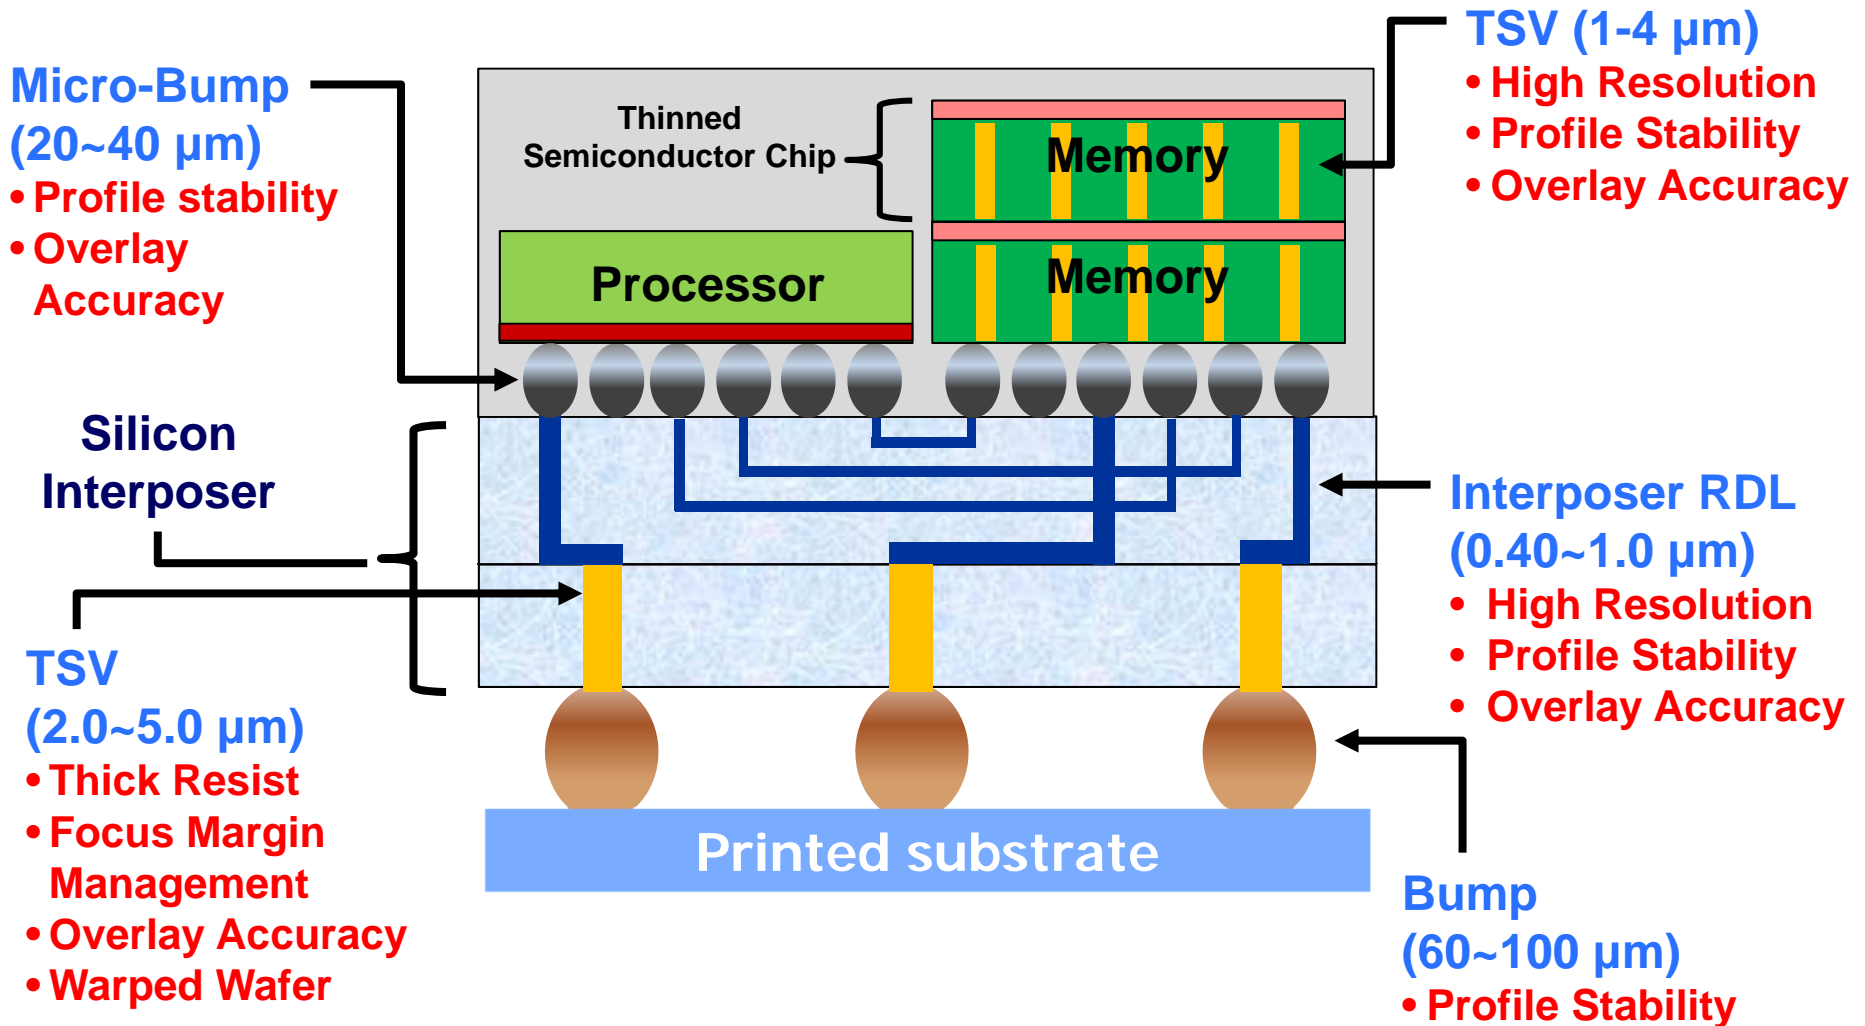 Micro-Bump
(20~40 µm)
• Profile stability
• Overlay
Accuracy
Thinned
Semiconductor Chip
TSV (1-4 µm)
• High Resolution
• Profile Stability
• Overlay Accuracy
Memory
Memory
Processor
Silicon
Interposer
Interposer RDL
(0.40~1.0 µm)
• High Resolution
• Profile Stability
• Overlay Accuracy
TSV
(2.0~5.0 µm)
• Thick Resist
• Focus Margin
Management
• Overlay Accuracy
• Warped Wafer
Printed substrate
Bump
(60~100 µm)
• Profile Stability